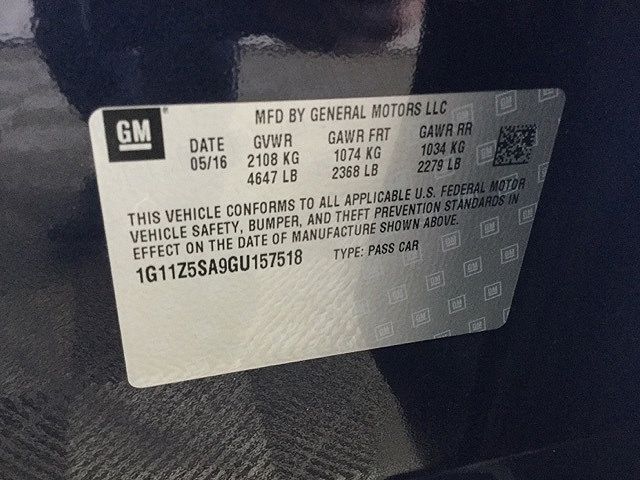 GM
MFD BY GENERAL MOTORS LLC
DATE GVWR GAWR FRT GAWR RR
05/16 2108 KG 1074 KG 1034 KG
4647 LB 2368 LB 2279 LB
THIS VEHICLE CONFORMS TO ALL APPLICABLE U.S. FEDERAL MOTOR
VEHICLE SAFETY, BUMPER, AND THEFT PREVENTION STANDARDS IN
EFFECT ON THE DATE OF MANUFACTURE SHOWN ABOVE.
1G11Z5SA9GU157518 TYPE: PASS CAR